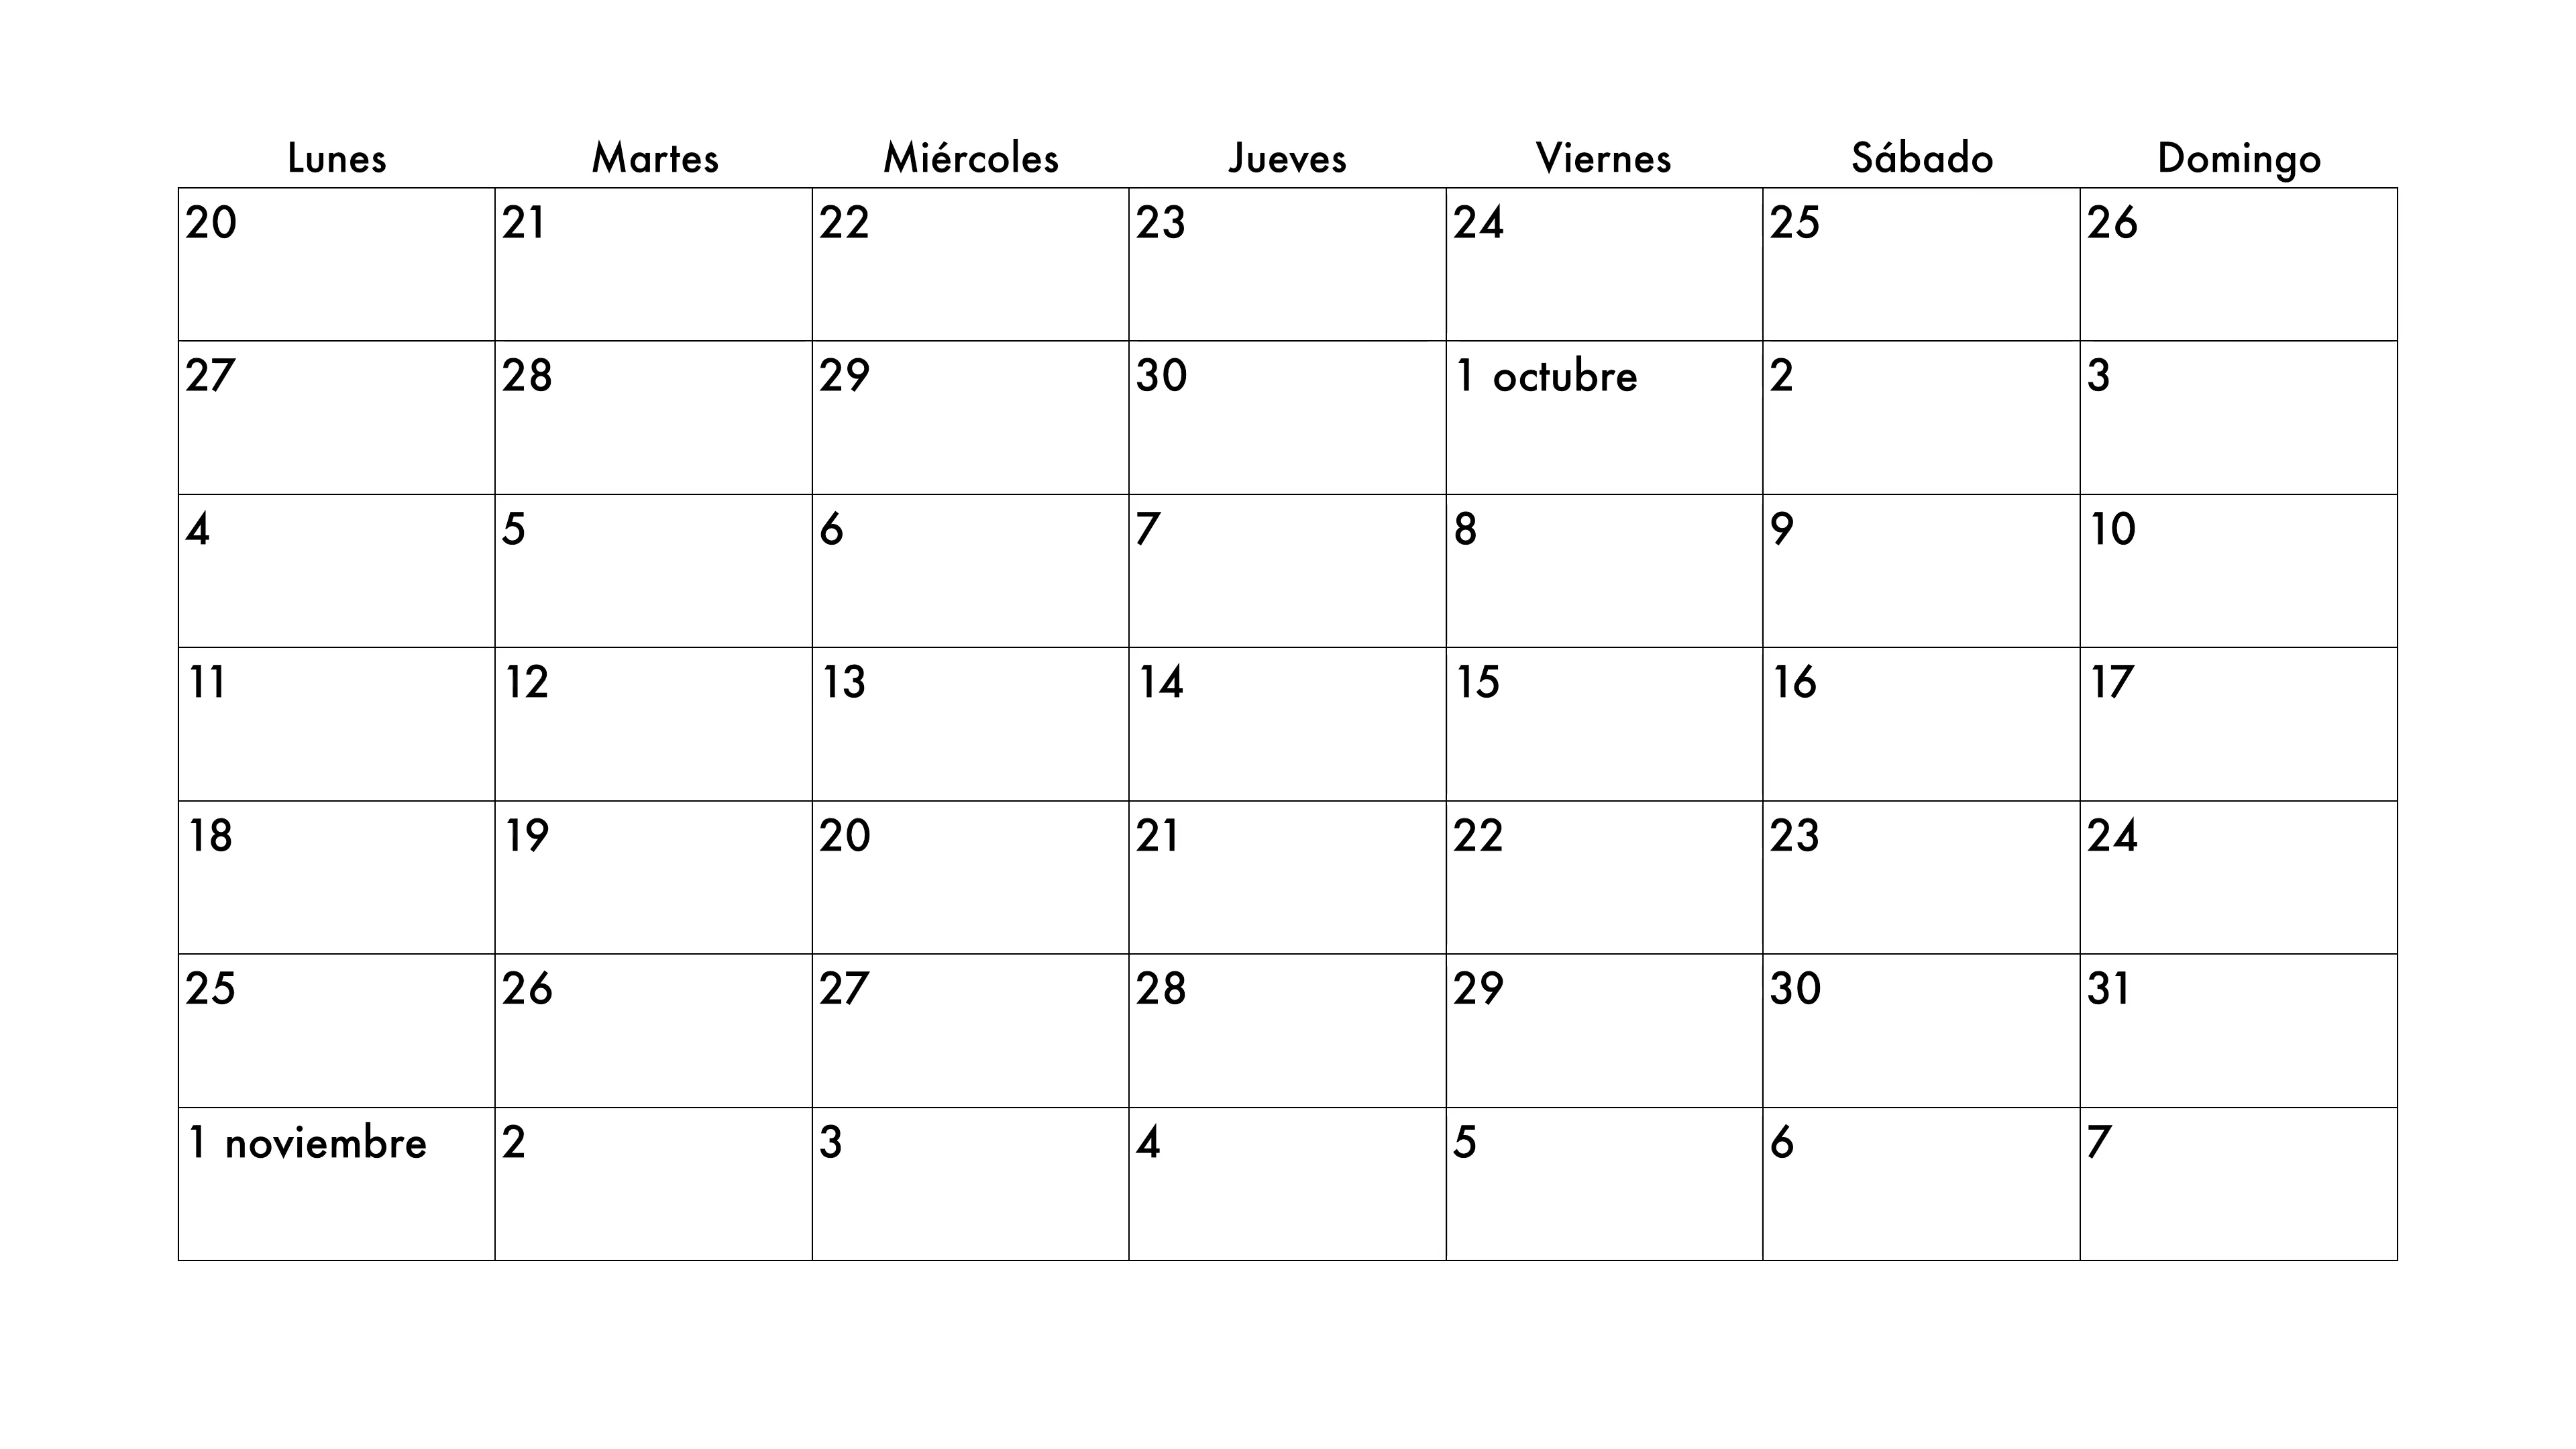 Lunes Martes Miércoles Jueves Viernes Sábado Domingo
20 21 22 23 24 25 26
27 28 29 30 1 octubre 2 3
4 5 6 7 8 9 10
11 12 13 14 15 16 17
18 19 20 21 22 23 24
25 26 27 28 29 30 31
1 noviembre 2 3 4 5 6 7